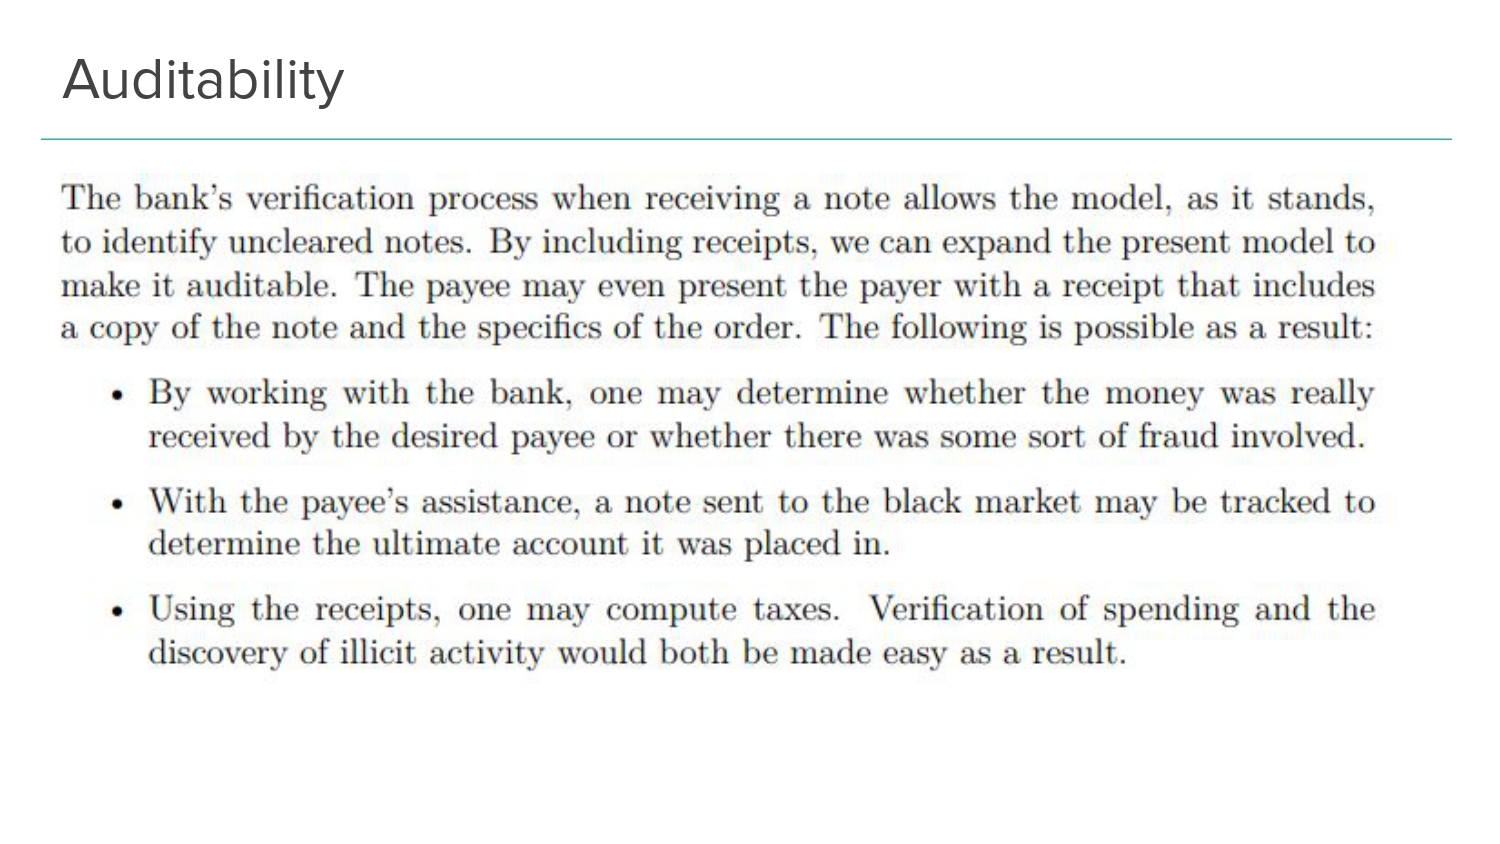 Auditability
The bank's verification process when receiving a note allows the model, as it stands,
to identify uncleared notes. By including receipts, we can expand the present model to
make it auditable. The payee may even present the payer with a receipt that includes
a copy of the note and the specifics of the order. The following is possible as a result:
• By working with the bank, one may determine whether the money was really
received by the desired payee or whether there was some sort of fraud involved.
• With the payee's assistance, a note sent to the black market may be tracked to
determine the ultimate account it was placed in.
• Using the receipts, one may compute taxes. Verification of spending and the
discovery of illicit activity would both be made easy as a result.